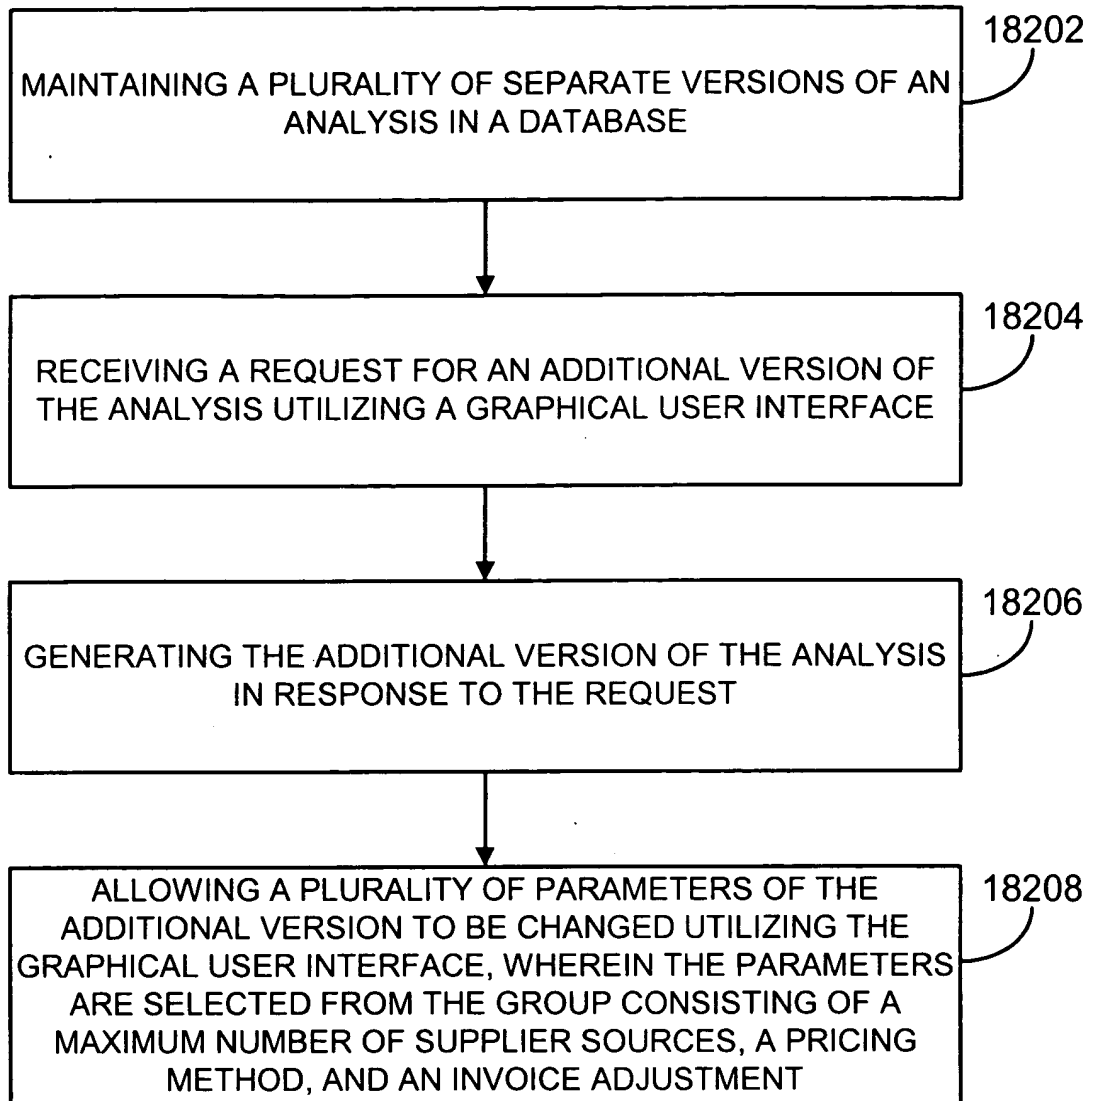 18202
MAINTAINING A PLURALITY OF SEPARATE VERSIONS OF AN
ANALYSIS IN A DATABASE
18204
RECEIVING A REQUEST FOR AN ADDITIONAL VERSION OF
THE ANALYSIS UTILIZING A GRAPHICAL USER INTERFACE
18206
GENERATING THE ADDITIONAL VERSION OF THE ANALYSIS
IN RESPONSE TO THE REQUEST
18208
ALLOWING A PLURALITY OF PARAMETERS OF THE
ADDITIONAL VERSION TO BE CHANGED UTILIZING THE
GRAPHICAL USER INTERFACE, WHEREIN THE PARAMETERS
ARE SELECTED FROM THE GROUP CONSISTING OF A
MAXIMUM NUMBER OF SUPPLIER SOURCES, A PRICING
METHOD, AND AN INVOICE ADJUSTMENT